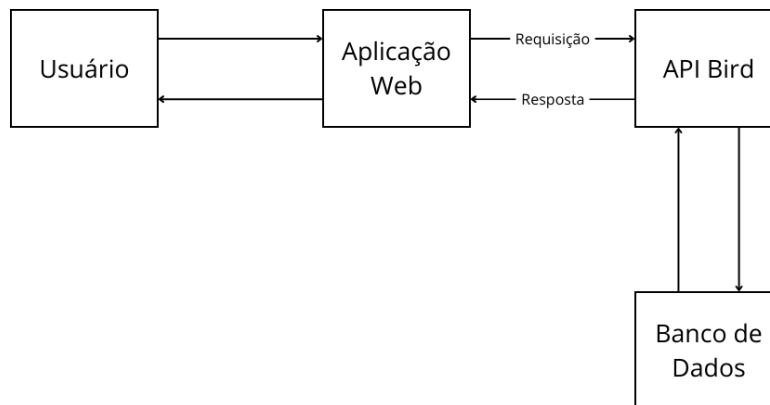 Usuário
Aplicação
Web
Requisição
Resposta
API Bird
Banco de
Dados